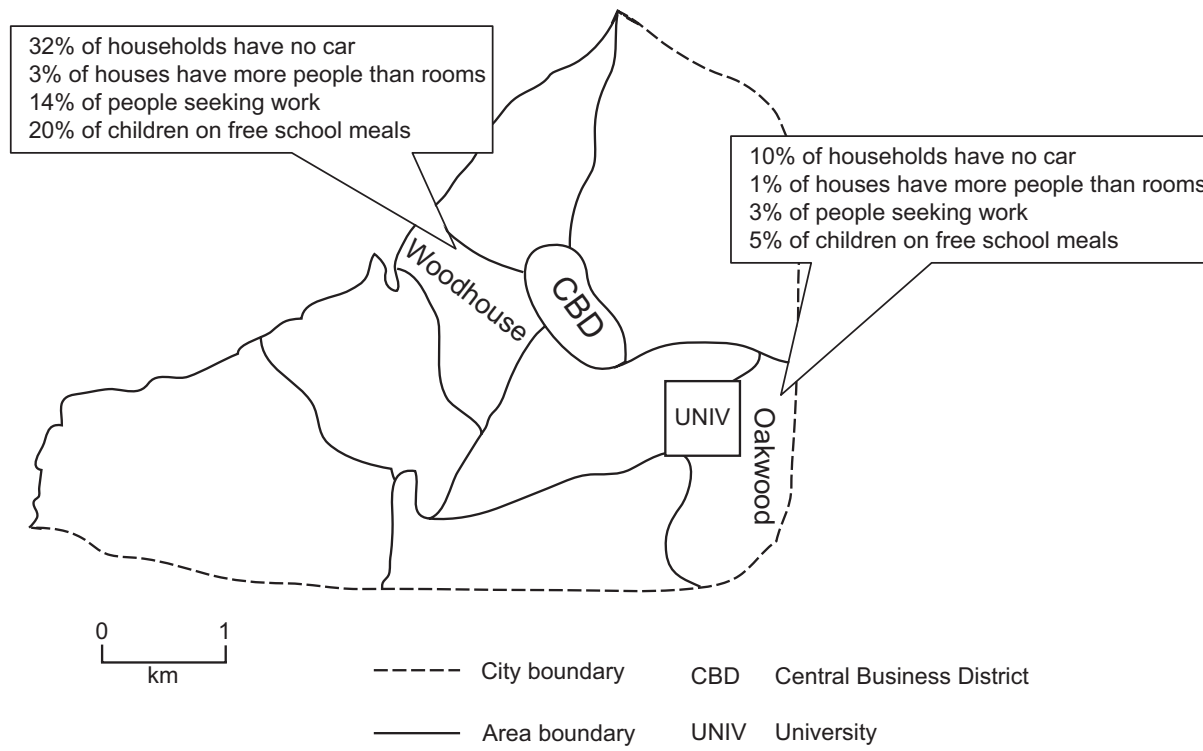 32% of households have no car
3% of houses have more people than rooms
14% of people seeking work
20% of children on free school meals
10% of households have no car
1% of houses have more people than rooms
3% of people seeking work
5% of children on free school meals
Woodhouse
CBD
UNIV
Oakwood
0 1
km
City boundary
CBD Central Business District
Area boundary
UNIV University